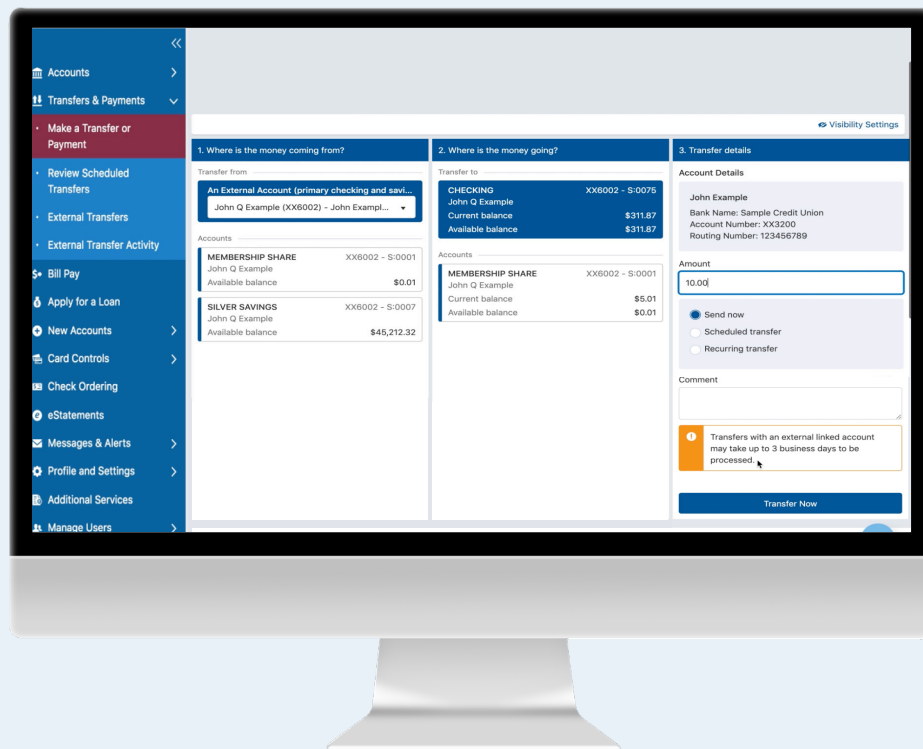 Accounts
Transfers & Payments
Make a Transfer or
Payment
Review Scheduled
Transfers
External Transfers
External Transfer Activity
Bill Pay
Apply for a Loan
New Accounts
Card Controls
Check Ordering
eStatements
Messages & Alerts
Profile and Settings
Additional Services
Manage Users
Visibility Settings
1. Where is the money coming from?
Transfer from
An External Account (primary checking and savi...
John Q Example (XX6002) - John Exampl...
Accounts
MEMBERSHIP SHARE XX6002 - S:0001
John Q Example
Available balance $0.01
SILVER SAVINGS XX6002 - S:0007
John Q Example
Available balance $45,212.32
2. Where is the money going?
Transfer to
CHECKING XX6002 - S:0075
John Q Example
Current balance $311.87
Available balance $311.87
Accounts
MEMBERSHIP SHARE XX6002 - S:0001
John Q Example
Current balance $5.01
Available balance $0.01
3. Transfer details
Account Details
John Example
Bank Name: Sample Credit Union
Account Number: XX3200
Routing Number: 123456789
Amount
10.00
Send now
Scheduled transfer
Recurring transfer
Comment
Transfers with an external linked account
may take up to 3 business days to be
processed.
Transfer Now